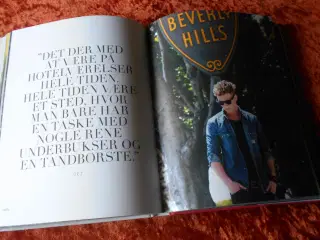 "DET DER MED
AT VÆRE PÅ
HOTELVÆRELSER
HELE TIDEN.
HELE TIDEN VÆRE
ET STED, HVOR
MAN BARE HAR
EN TASKE MED
NOGLE RENE
UNDERBUKSER OG
EN TANDBØRSTE."
BEVERLY
HILLS